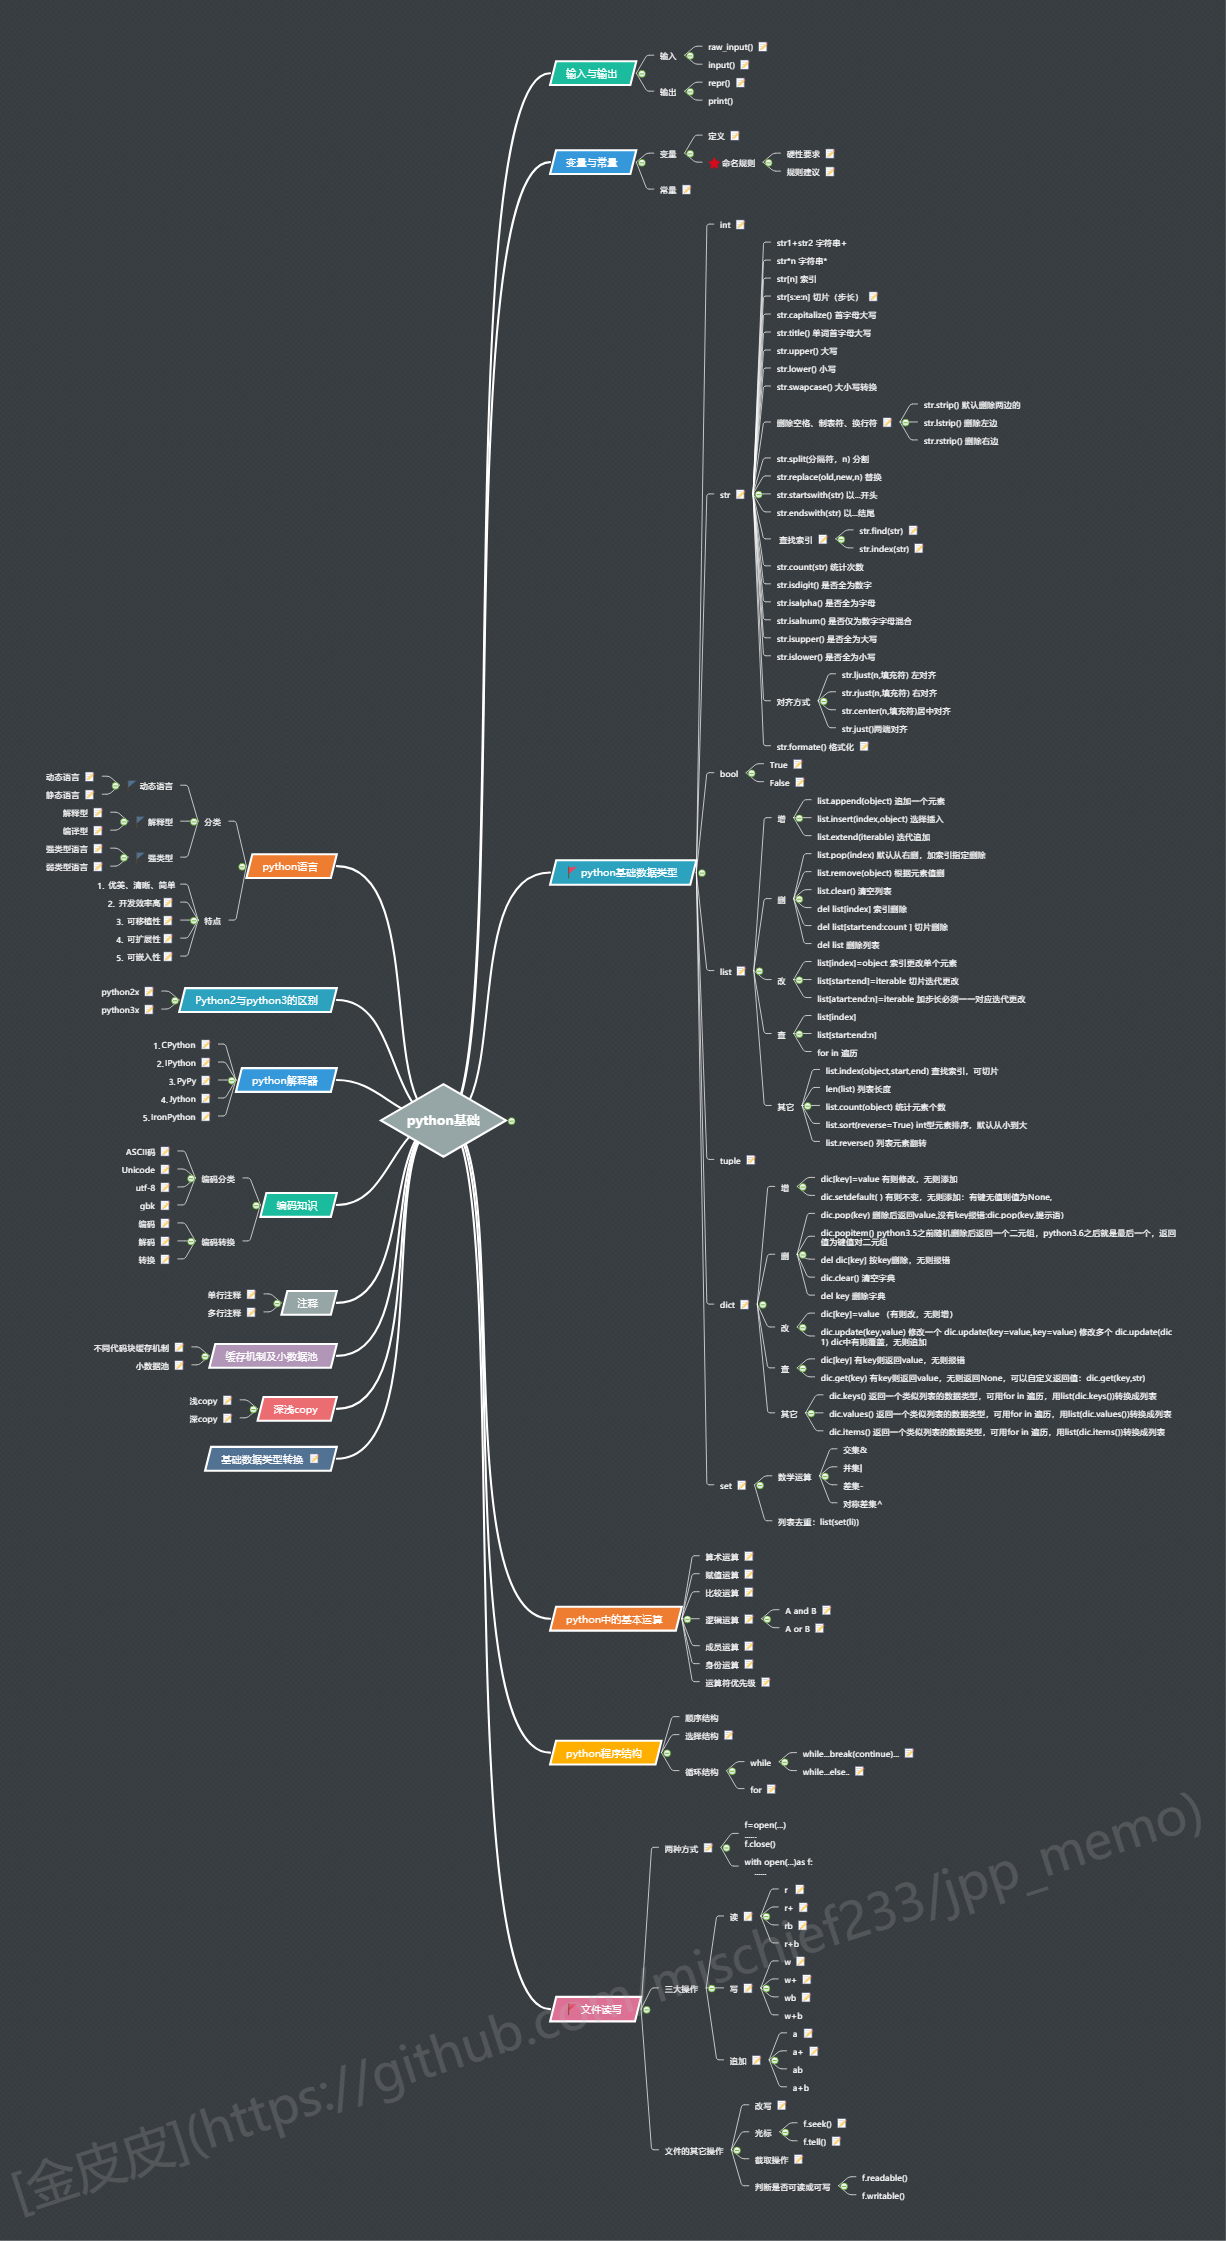 python基础
输入与输出
输入
raw_input()
input()
输出
repr()
print()
变量与常量
变量
定义
命名规则
硬性要求
规则建议
常量
python基础数据类型
int
str
str1+str2 字符串+
str*n 字符串*
str[n] 索引
str[s:e:n] 切片（步长）
str.capitalize() 首字母大写
str.title() 单词首字母大写
str.upper() 大写
str.lower() 小写
str.swapcase() 大小写转换
删除空格、制表符、换行符
str.strip() 默认删除两边的
str.lstrip() 删除左边
str.rstrip() 删除右边
str.split(分隔符，n) 分割
str.replace(old,new,n) 替换
str.startswith(str) 以...开头
str.endswith(str) 以...结尾
查找索引
str.find(str)
str.index(str)
str.count(str) 统计次数
str.isdigit() 是否全为数字
str.isalpha() 是否全为字母
str.isalnum() 是否仅为数字字母混合
str.isupper() 是否全为大写
str.islower() 是否全为小写
对齐方式
str.ljust(n,填充符) 左对齐
str.rjust(n,填充符) 右对齐
str.center(n,填充符)居中对齐
str.just()两端对齐
str.formate() 格式化
bool
True
False
list
增
list.append(object) 追加一个元素
list.insert(index,object) 选择插入
list.extend(iterable) 迭代追加
删
list.pop(index) 默认从右删，加索引指定删除
list.remove(object) 根据元素值删
list.clear() 清空列表
del list[index] 索引删除
del list[start:end:count ] 切片删除
del list 删除列表
改
list[index]=object 索引更改单个元素
list[start:end]=iterable 切片迭代更改
list[atart:end:n]=iterable 加步长必须一一对应迭代更改
查
list[index]
list[start:end:n]
for in 遍历
其它
list.index(object,start,end) 查找索引，可切片
len(list) 列表长度
list.count(object) 统计元素个数
list.sort(reverse=True) int型元素排序，默认从小到大
list.reverse() 列表元素翻转
tuple
dict
增
dic[key]=value 有则修改，无则添加
dic.setdefault( ) 有则不变，无则添加：有键无值则值为None,
删
dic.pop(key) 删除后返回value,没有key报错:dic.pop(key,提示语)
dic.popitem() python3.5之前随机删除后返回一个二元组，python3.6之后就是最后一个，返回
值为键值对二元组
del dic[key] 按key删除，无则报错
dic.clear() 清空字典
del key 删除字典
改
dic[key]=value （有则改，无则增）
dic.update(key,value) 修改一个 dic.update(key=value,key=value) 修改多个 dic.update(dic
1) dic中有则覆盖，无则追加
查
dic[key] 有key则返回value，无则报错
dic.get(key) 有key则返回value，无则返回None，可以自定义返回值：dic.get(key,str)
其它
dic.keys() 返回一个类似列表的数据类型，可用for in 遍历，用list(dic.keys())转换成列表
dic.values() 返回一个类似列表的数据类型，可用for in 遍历，用list(dic.values())转换成列表
dic.items() 返回一个类似列表的数据类型，可用for in 遍历，用list(dic.items())转换成列表
set
数学运算
交集&
并集|
差集-
对称差集^
列表去重：list(set(li))
python中的基本运算
算术运算
赋值运算
比较运算
逻辑运算
A and B
A or B
成员运算
身份运算
运算符优先级
python程序结构
顺序结构
选择结构
循环结构
while
while...break(continue)...
while...else..
for
文件读写
两种方式
f=open(...)
......
f.close()
with open(...)as f:
......
三大操作
读
r
r+
rb
r+b
写
w
w+
wb
w+b
追加
a
a+
ab
a+b
文件的其它操作
改写
光标
f.seek()
f.tell()
截取操作
判断是否可读或可写
f.readable()
f.writable()
python语言
分类
动态语言
动态语言
静态语言
解释型
解释型
编译型
强类型
强类型语言
弱类型语言
特点
1. 优美、清晰、简单
2. 开发效率高
3. 可移植性
4. 可扩展性
5. 可嵌入性
Python2与python3的区别
python2x
python3x
python解释器
1. CPython
2. IPython
3. PyPy
4. Jython
5. IronPython
编码知识
编码分类
ASCII码
Unicode
utf-8
gbk
编码转换
编码
解码
转换
注释
单行注释
多行注释
缓存机制及小数据池
不同代码块缓存机制
小数据池
深浅copy
浅copy
深copy
基础数据类型转换
[金皮皮](https://github.com/mischief233/jpp_memo)